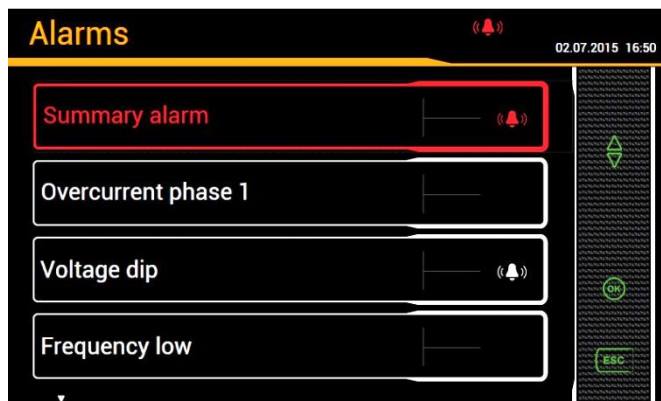 Alarms
02.07.2015 16:50
Summary alarm
Overcurrent phase 1
Voltage dip
OK
Frequency low
ESC